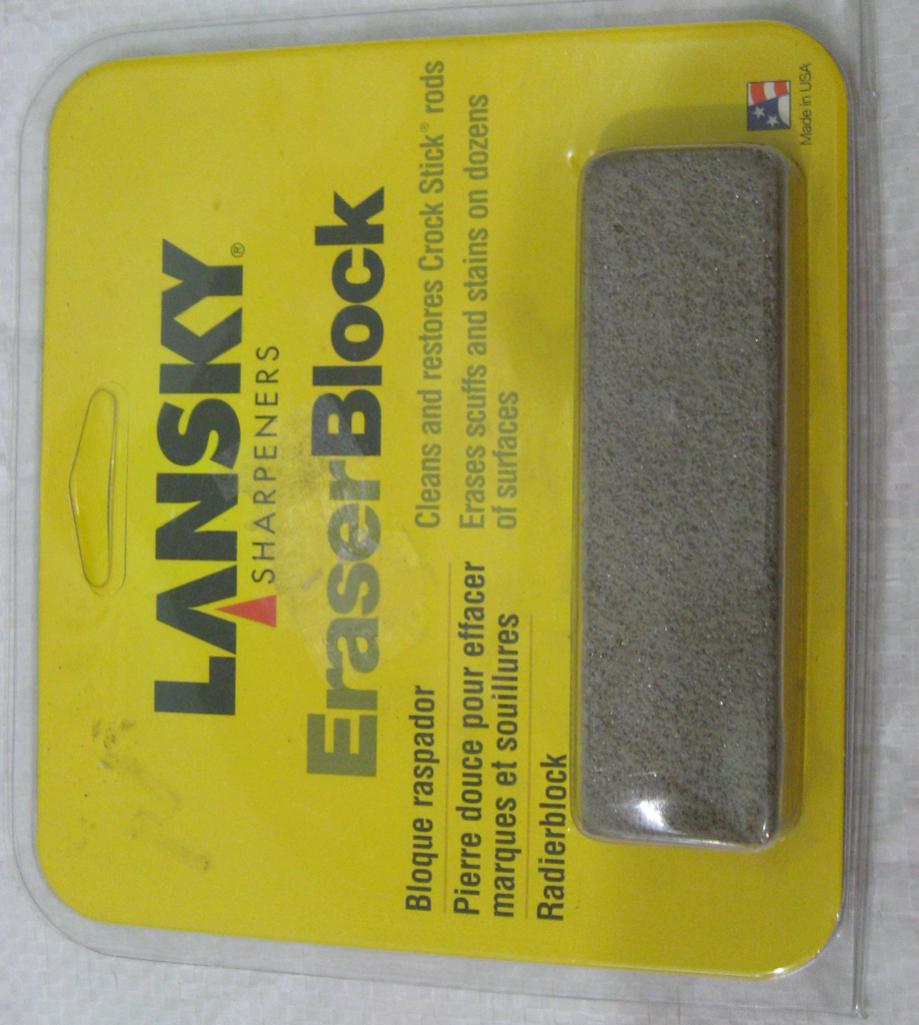 LANSKY®
SHARPENERS
EraserBlock
Bloque raspador
Pierre douce pour effacer
marques et souillures
Radierblock
Cleans and restores Crock Stick® rods
Erases scuffs and stains on dozens
of surfaces
Made in USA